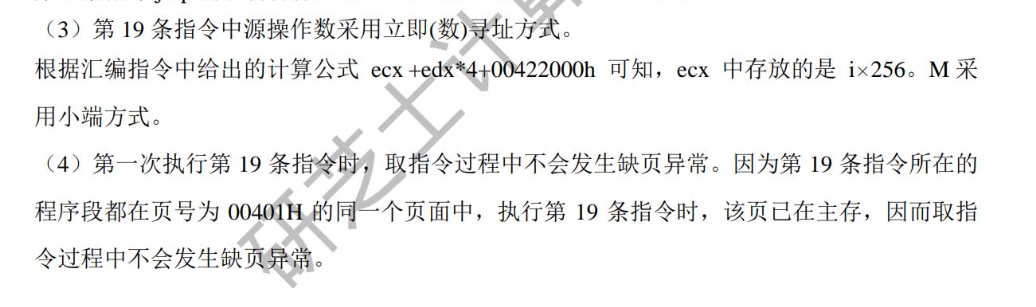 （3）第 19 条指令中源操作数采用立即(数)寻址方式。
根据汇编指令中给出的计算公式 ecx +edx*4+00422000h 可知，ecx 中存放的是 i×256。M 采
用小端方式。
（4）第一次执行第 19 条指令时，取指令过程中不会发生缺页异常。因为第 19 条指令所在的
程序段都在页号为 00401H 的同一个页面中，执行第 19 条指令时，该页已在主存，因而取指
令过程中不会发生缺页异常。
研芝士计算